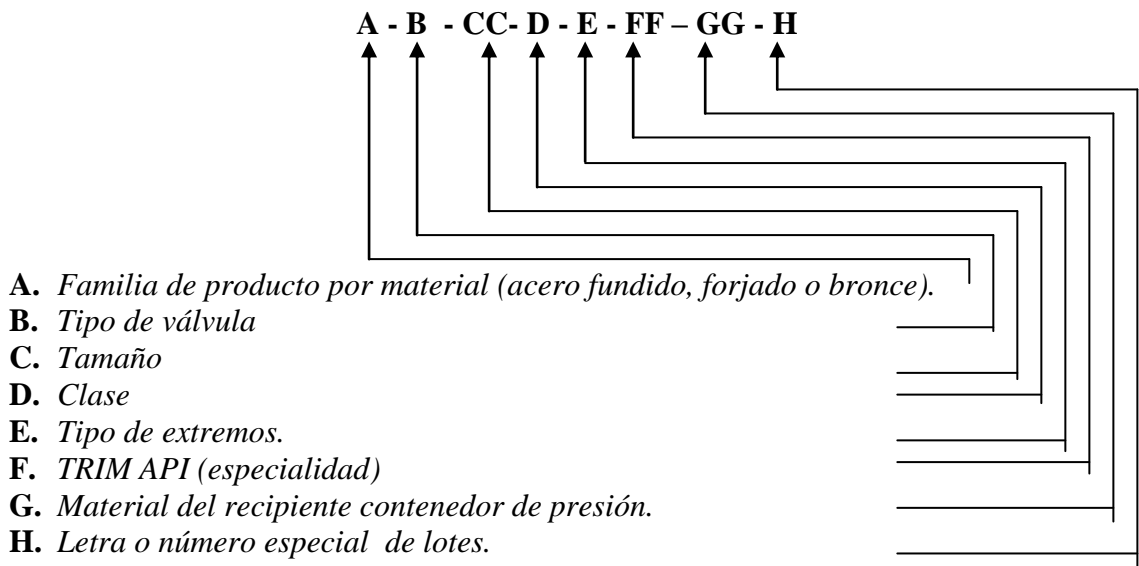 A - B - CC- D - E - FF – GG - H
A. Familia de producto por material (acero fundido, forjado o bronce).
B. Tipo de válvula
C. Tamaño
D. Clase
E. Tipo de extremos.
F. TRIM API (especialidad)
G. Material del recipiente contenedor de presión.
H. Letra o número especial de lotes.